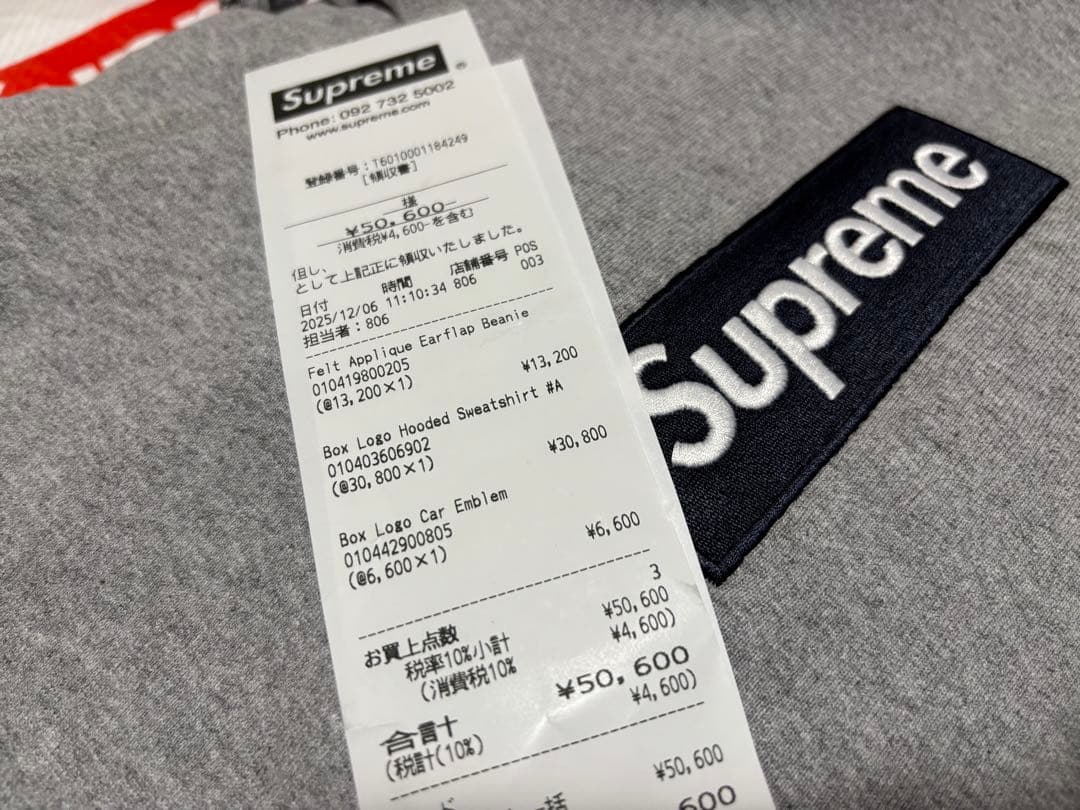 Supreme
Phone: 092 732 5002
www.supreme.com
登録番号：T6010001184249
[領収書]
様
¥50,600-
消費税¥4,600-を含む
但し、
として上記正に領収いたしました。
日付 時間 店舗番号 POS
2025/12/06 11:10:34 806 003
担当者：806
Felt Applique Earflap Beanie
010419800205 ¥13,200
(@13,200×1)
Box Logo Hooded Sweatshirt #A
010403606902 ¥30,800
(@30,800×1)
Box Logo Car Emblem
010442900805 ¥6,600
(@6,600×1)
お買上点数 3
税率10%小計 ¥50,600
(消費税10% ¥4,600)
合計 ¥50,600
(税計(10%) ¥4,600)
¥50,600
600
Supreme